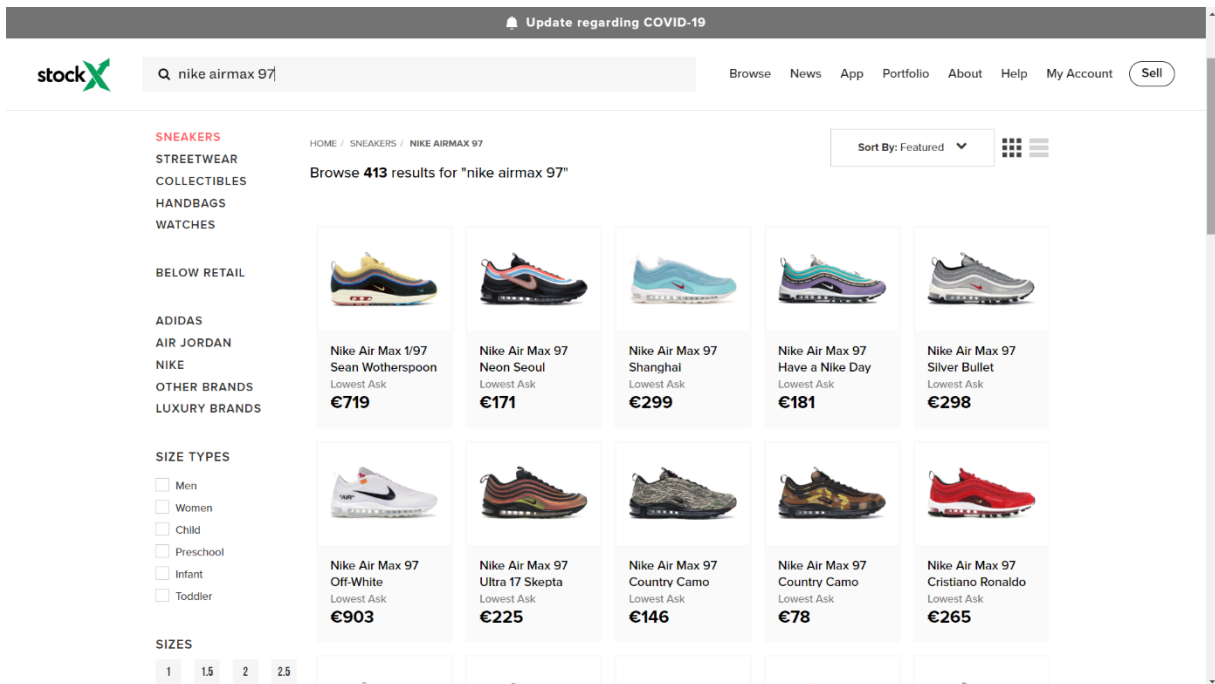 Update regarding COVID-19
stockX
nike airmax 97
Browse News App Portfolio About Help My Account Sell
SNEAKERS
STREETWEAR
COLLECTIBLES
HANDBAGS
WATCHES
BELOW RETAIL
ADIDAS
AIR JORDAN
NIKE
OTHER BRANDS
LUXURY BRANDS
SIZE TYPES
Men
Women
Child
Preschool
Infant
Toddler
SIZES
1 1.5 2 2.5
HOME / SNEAKERS / NIKE AIRMAX 97
Browse 413 results for "nike airmax 97"
Sort By: Featured
Nike Air Max 1/97
Sean Wotherspoon
Lowest Ask
€719
Nike Air Max 97
Neon Seoul
Lowest Ask
€171
Nike Air Max 97
Shanghai
Lowest Ask
€299
Nike Air Max 97
Have a Nike Day
Lowest Ask
€181
Nike Air Max 97
Silver Bullet
Lowest Ask
€298
"AIR"
Nike Air Max 97
Off-White
Lowest Ask
€903
Nike Air Max 97
Ultra 17 Skepta
Lowest Ask
€225
Nike Air Max 97
Country Camo
Lowest Ask
€146
Nike Air Max 97
Country Camo
Lowest Ask
€78
Nike Air Max 97
Cristiano Ronaldo
Lowest Ask
€265